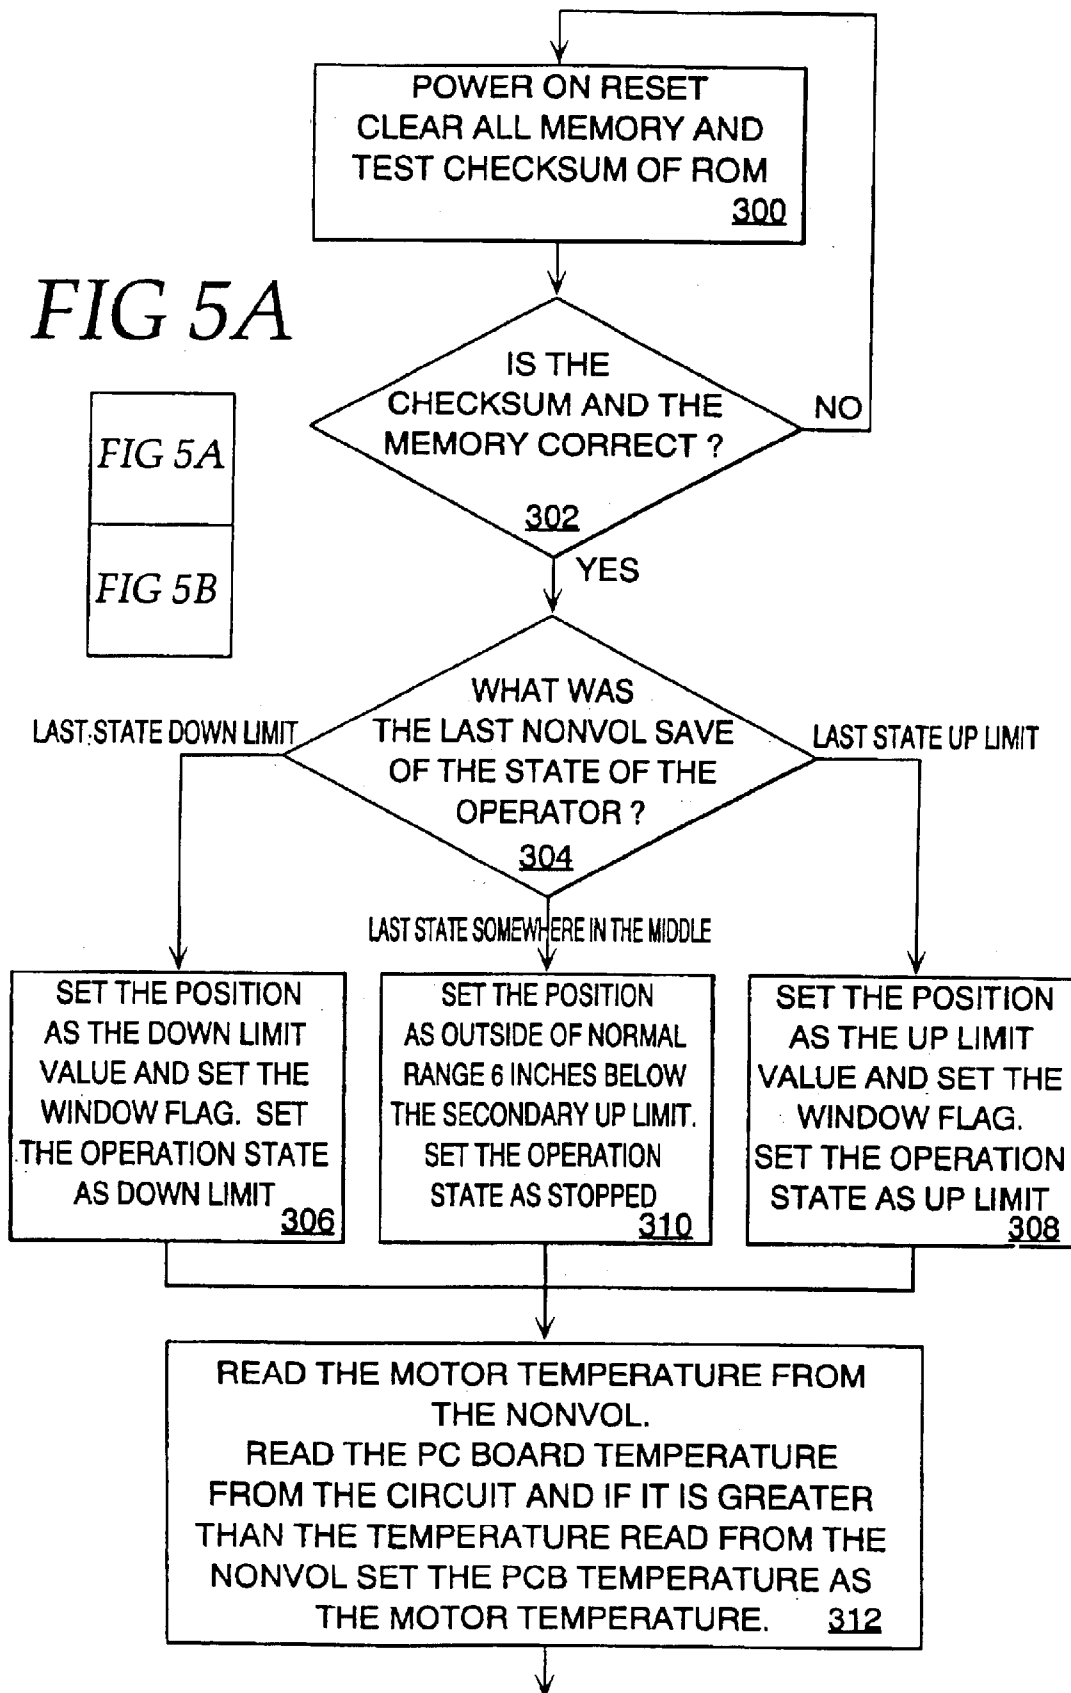 POWER ON RESET
CLEAR ALL MEMORY AND
TEST CHECKSUM OF ROM
300
FIG 5A
IS THE
CHECKSUM AND THE
MEMORY CORRECT ?
302
NO
YES
FIG 5A
FIG 5B
WHAT WAS
THE LAST NONVOL SAVE
OF THE STATE OF THE
OPERATOR ?
304
LAST STATE DOWN LIMIT
LAST STATE UP LIMIT
LAST STATE SOMEWHERE IN THE MIDDLE
SET THE POSITION
AS THE DOWN LIMIT
VALUE AND SET THE
WINDOW FLAG. SET
THE OPERATION STATE
AS DOWN LIMIT
306
SET THE POSITION
AS OUTSIDE OF NORMAL
RANGE 6 INCHES BELOW
THE SECONDARY UP LIMIT.
SET THE OPERATION
STATE AS STOPPED
310
SET THE POSITION
AS THE UP LIMIT
VALUE AND SET THE
WINDOW FLAG.
SET THE OPERATION
STATE AS UP LIMIT
308
READ THE MOTOR TEMPERATURE FROM
THE NONVOL.
READ THE PC BOARD TEMPERATURE
FROM THE CIRCUIT AND IF IT IS GREATER
THAN THE TEMPERATURE READ FROM THE
NONVOL SET THE PCB TEMPERATURE AS
THE MOTOR TEMPERATURE.
312